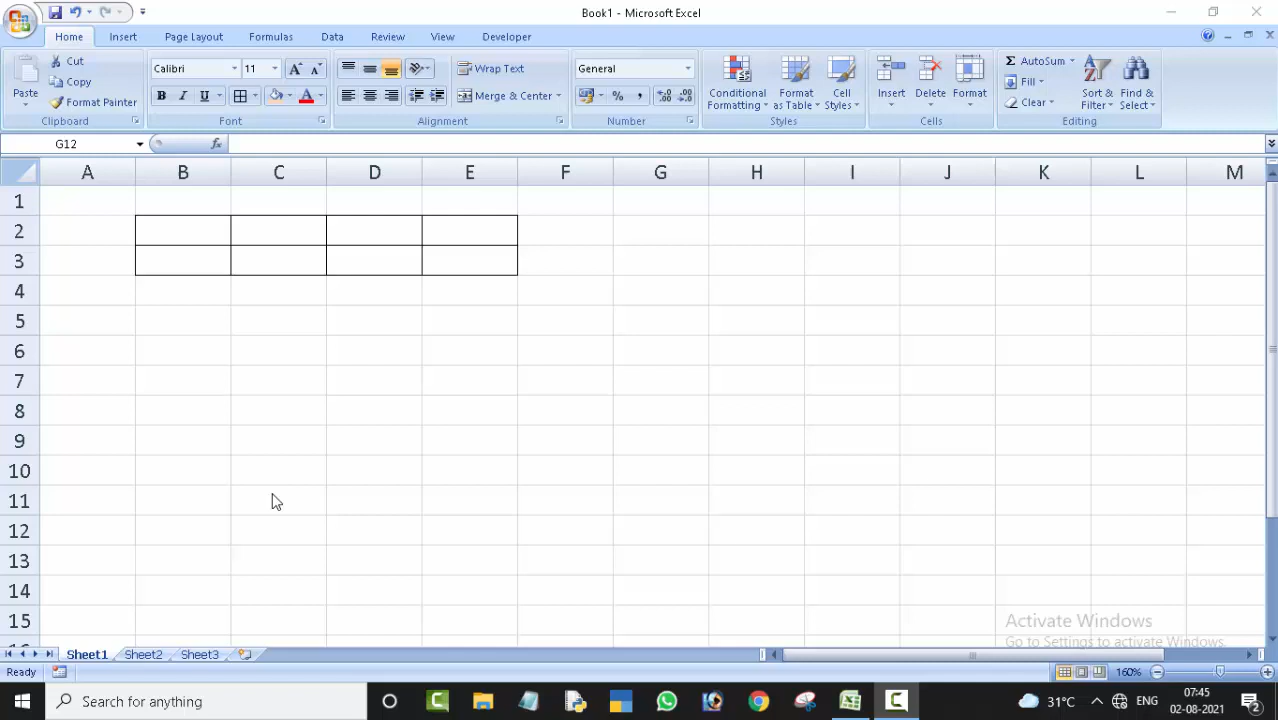 Book1 - Microsoft Excel
Home Insert Page Layout Formulas Data Review View Developer
Paste
Cut
Copy
Format Painter
Clipboard
Calibri 11
B I U A
Font
Wrap Text
Merge & Center
Alignment
General
% ,
Number
Conditional Formatting
Format as Table
Cell Styles
Styles
Insert Delete Format
Cells
Σ AutoSum
Fill
Clear
Sort & Filter
Find & Select
Editing
G12 fx
A B C D E F G H I J K L M
1
2
3
4
5
6
7
8
9
10
11
12
13
14
15
Activate Windows
Go to Settings to activate Windows.
Sheet1 Sheet2 Sheet3
Ready 160%
Search for anything
31°C ENG
07:45
02-08-2021
2